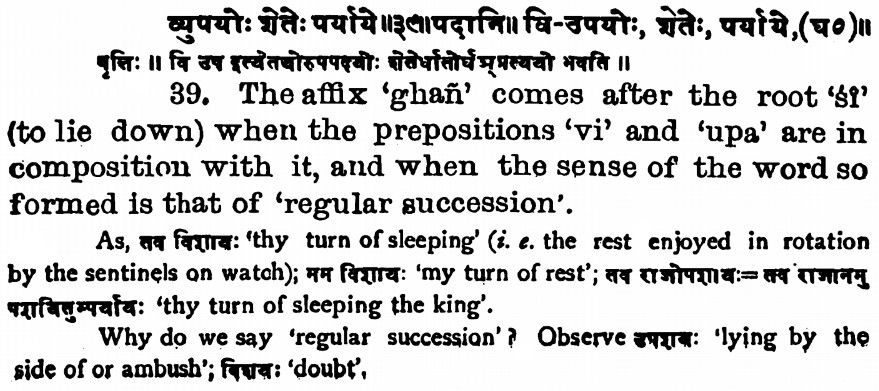 व्युपयोः शेतेः पर्याये॥३९॥पदानि॥ वि-उपयोः, शेतेः, पर्याये,(घ०)॥
वृत्तिः ॥ वि उप इत्येतयोरुपपदयोः शेतेर्धातोर्घञ्प्रत्ययो भवति ॥
39. The affix ‘ghañ’ comes after the root ‘śî’
(to lie down) when the prepositions ‘vi’ and ‘upa’ are in
composition with it, and when the sense of the word so
formed is that of ‘regular succession’.
As, तव विशायः ‘thy turn of sleeping’ (i. e. the rest enjoyed in rotation
by the sentinels on watch); मम विशायः ‘my turn of rest’; तव राजोपशायः= तव राजानमु
पशयितुम्पर्यायः ‘thy turn of sleeping the king’.
Why do we say ‘regular succession’? Observe उपशयः ‘lying by the
side of or ambush’; विशयः ‘doubt’.